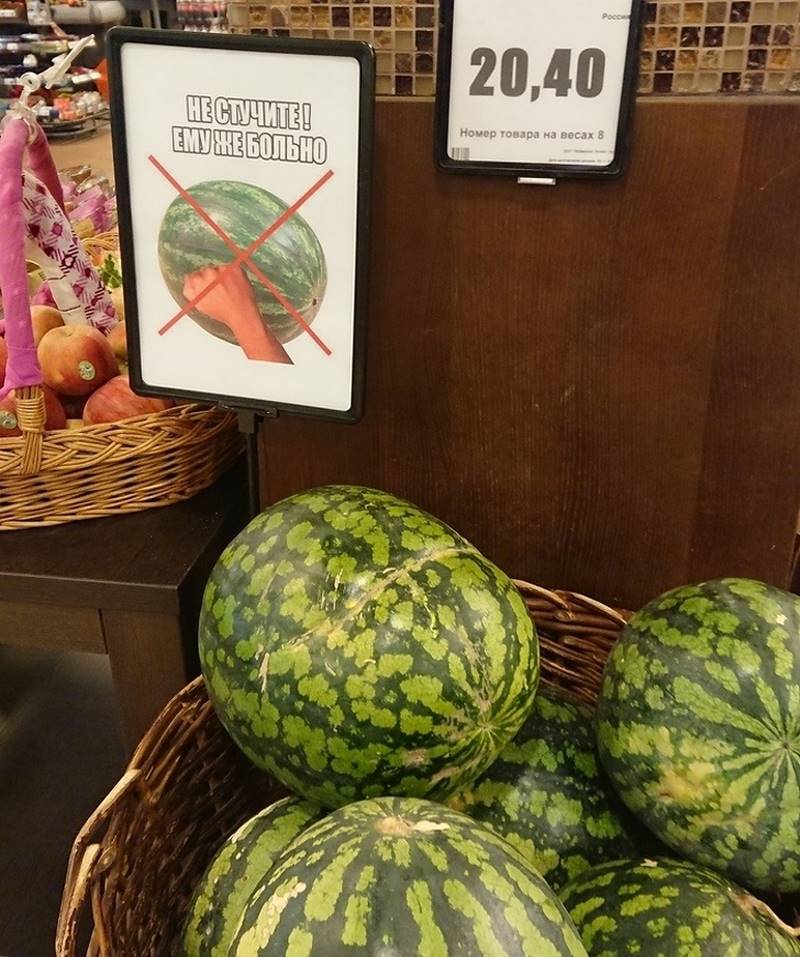 НЕ СТУЧИТЕ!
ЕМУ ЖЕ БОЛЬНО
Россия
20,40
Номер товара на весах 8